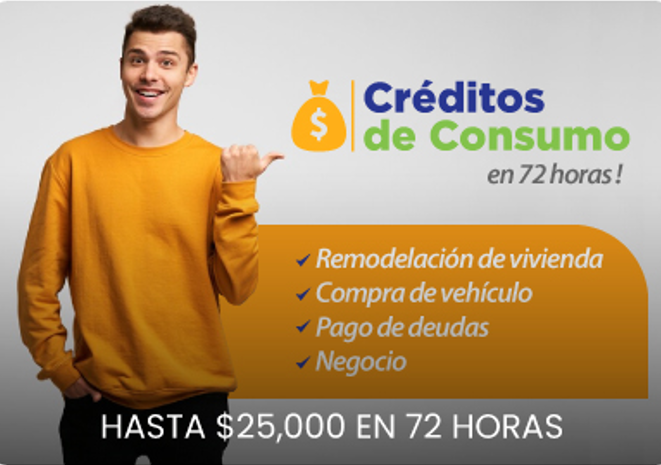 $
Créditos
de Consumo
en 72 horas!
Remodelación de vivienda
Compra de vehículo
Pago de deudas
Negocio
HASTA $25,000 EN 72 HORAS